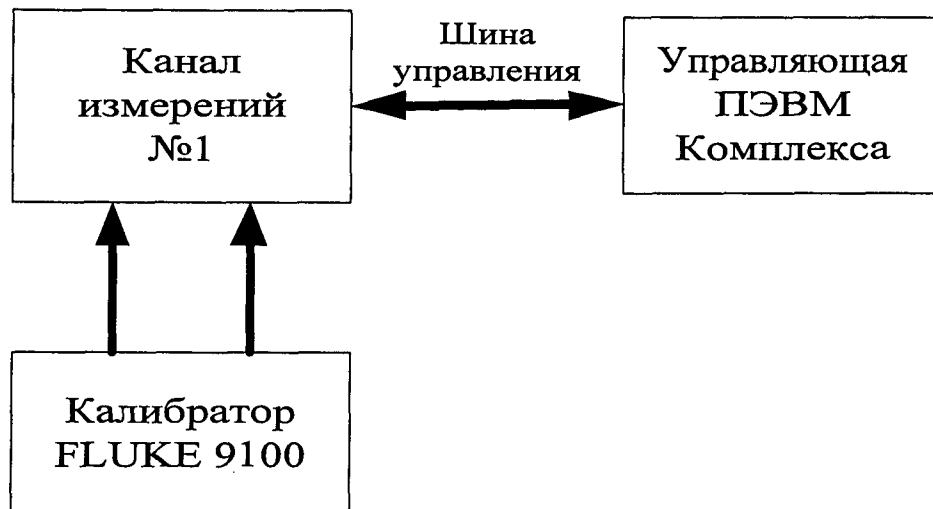 Канал
измерений
№1
Шина
управления
Управляющая
ПЭВМ
Комплекса
Калибратор
FLUKE 9100